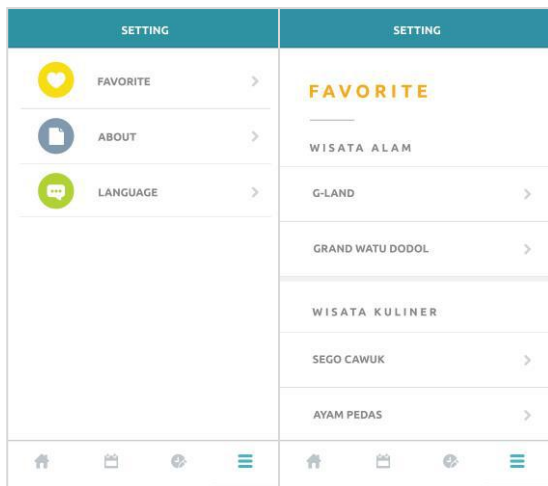 SETTING
FAVORITE
ABOUT
LANGUAGE
SETTING
FAVORITE
WISATA ALAM
G-LAND
GRAND WATU DODOL
WISATA KULINER
SEGO CAWUK
AYAM PEDAS